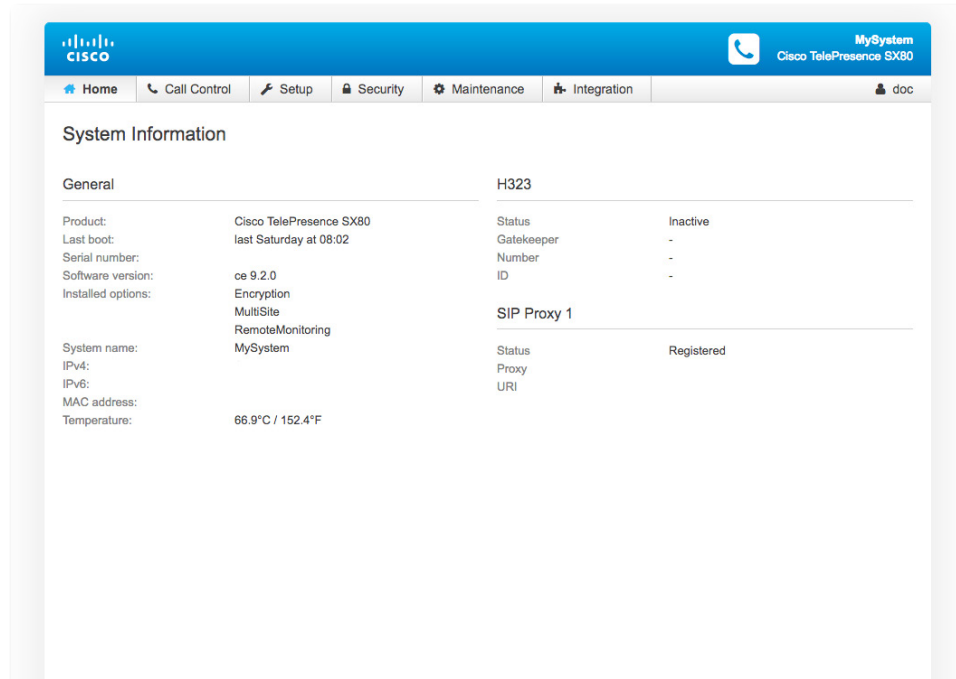 CISCO
MySystem
Cisco TelePresence SX80
Home
Call Control
Setup
Security
Maintenance
Integration
doc
System Information
General
Product: Cisco TelePresence SX80
Last boot: last Saturday at 08:02
Serial number:
Software version: ce 9.2.0
Installed options: Encryption
MultiSite
RemoteMonitoring
System name: MySystem
IPv4:
IPv6:
MAC address:
Temperature: 66.9°C / 152.4°F
H323
Status Inactive
Gatekeeper -
Number -
ID -
SIP Proxy 1
Status Registered
Proxy
URI